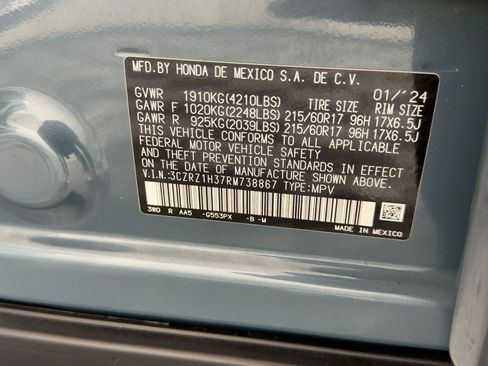 MFD.BY HONDA DE MEXICO S.A. DE C.V.
01/'24
GVWR 1910KG(4210LBS) TIRE SIZE RIM SIZE
GAWR F 1020KG(2248LBS) 215/60R17 96H 17X6.5J
GAWR R 925KG(2039LBS) 215/60R17 96H 17X6.5J
THIS VEHICLE CONFORMS TO ALL APPLICABLE
FEDERAL MOTOR VEHICLE SAFETY
AND THEFT PREVENTION STANDARDS IN EFFECT
ON THE DATE OF MANUFACTURE SHOWN ABOVE.
V.I.N.:3CZRZ1H37RM738867 TYPE:MPV
3W0 R AA5 -G553PX -B -M
MADE IN MEXICO